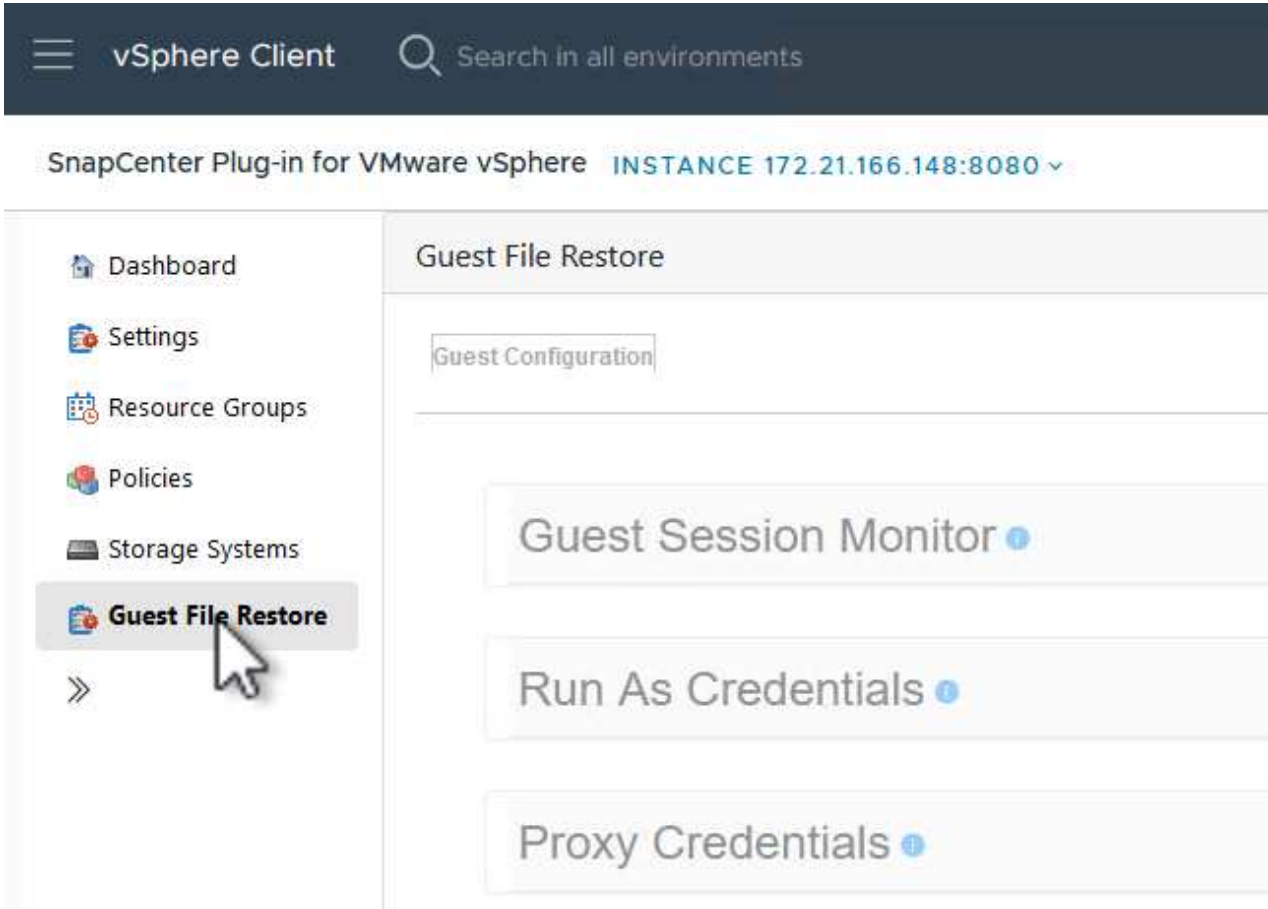 vSphere Client
Search in all environments
SnapCenter Plug-in for VMware vSphere INSTANCE 172.21.166.148:8080
Dashboard
Settings
Resource Groups
Policies
Storage Systems
Guest File Restore
Guest File Restore
Guest Configuration
Guest Session Monitor
Run As Credentials
Proxy Credentials